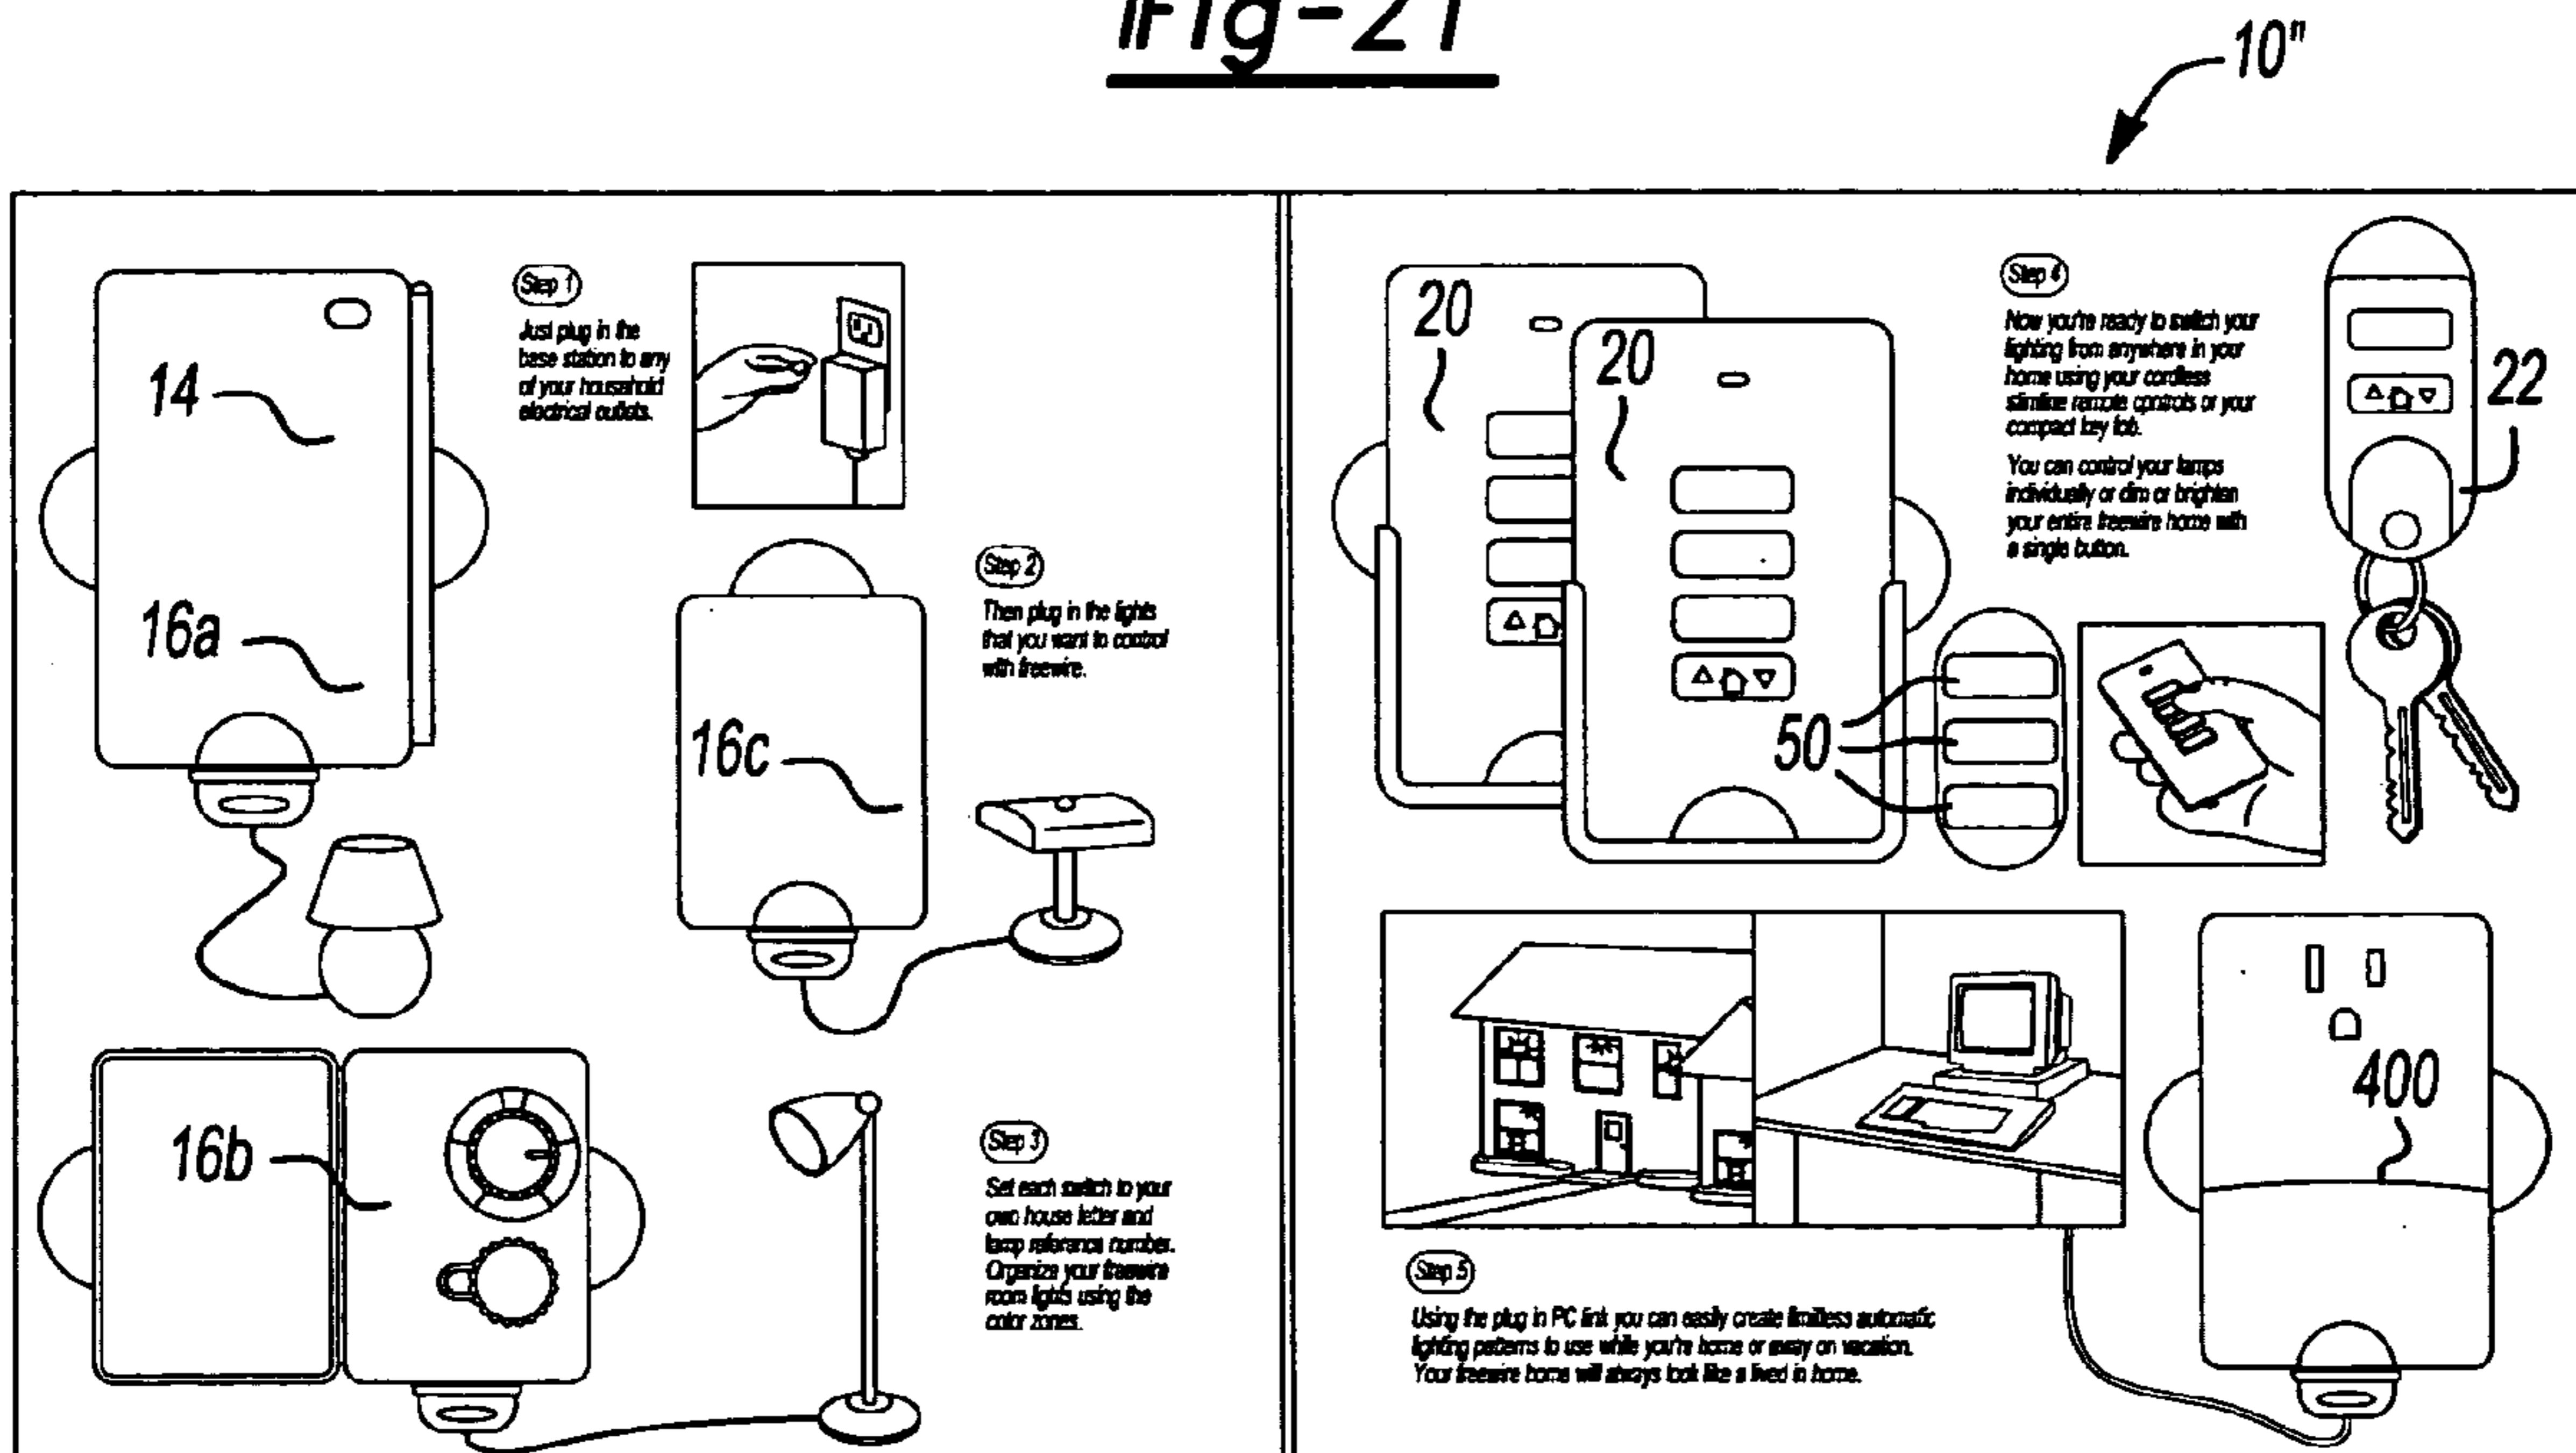 Fig-21
10"
14
16a
Step 1
Just plug in the
base station to any
of your household
electrical outlets.
16c
Step 2
Then plug in the lights
that you want to control
with freewire.
16b
Step 3
Set each switch to your
own house letter and
lamp reference number.
Organize your freewire
room lights using the
color zones.
20
20
50
Step 4
Now you're ready to switch your
lighting from anywhere in your
home using your cordless
slimline remote controls or your
compact key fob.
You can control your lamps
individually or dim or brighten
your entire freewire home with
a single button.
22
400
Step 5
Using the plug in PC link you can easily create limitless automatic
lighting patterns to use while you're home or away on vacation.
Your freewire home will always look like a lived in home.